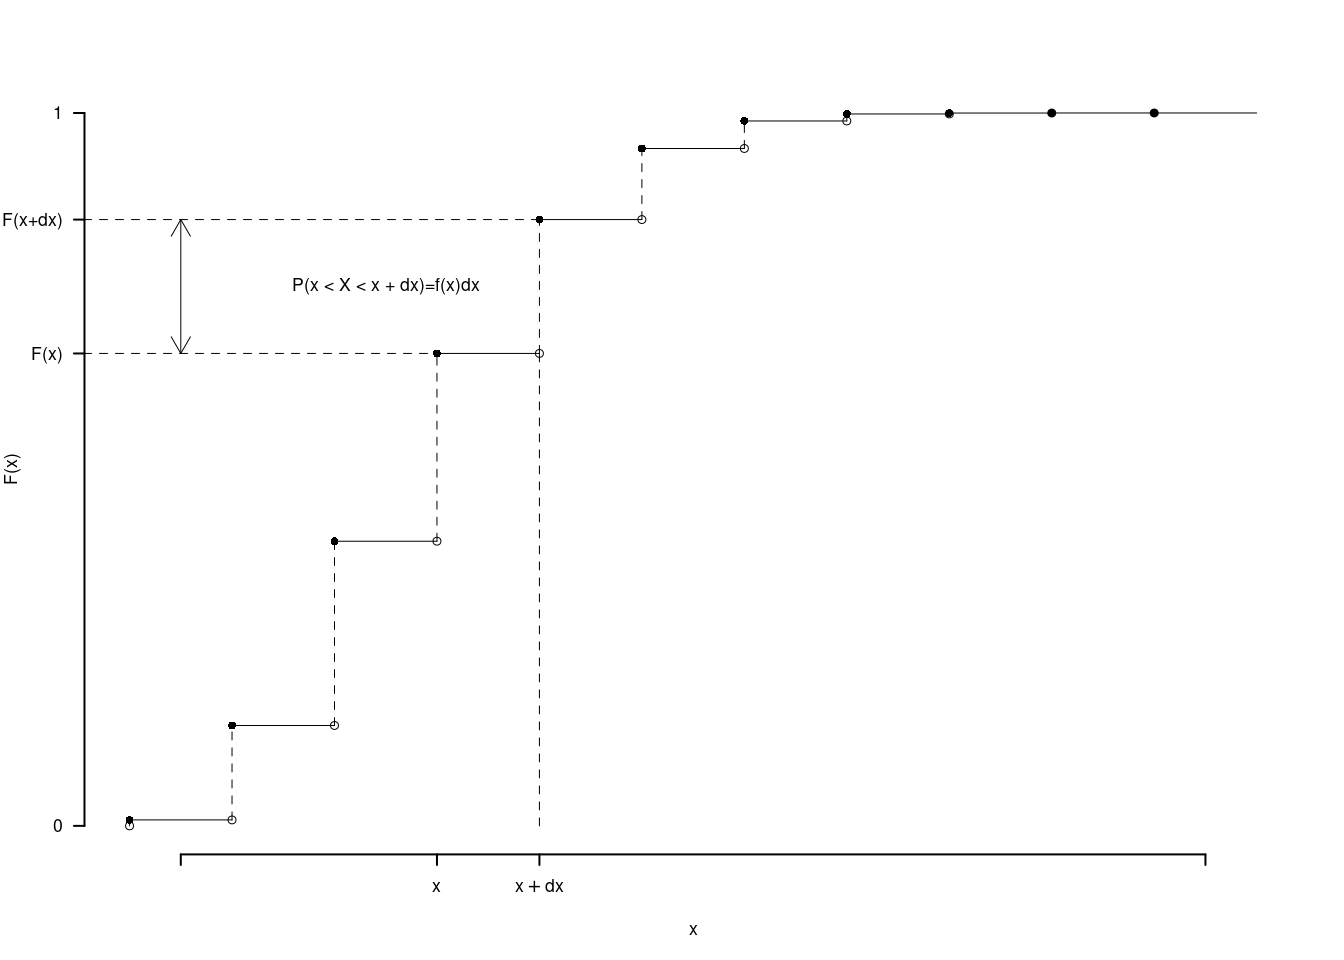 1
F(x+dx)
P(x < X < x + dx)=f(x)dx
F(x)
F(x)
0
x
x + dx
x